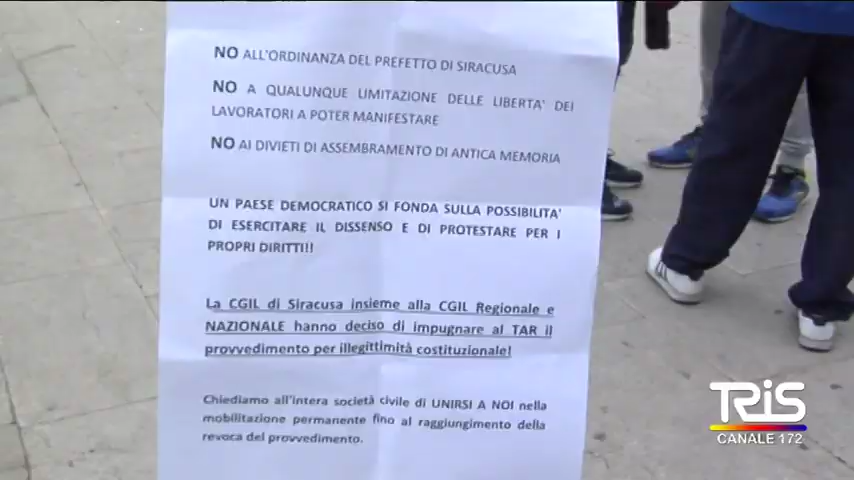 NO ALL'ORDINANZA DEL PREFETTO DI SIRACUSA
NO A QUALUNQUE LIMITAZIONE DELLE LIBERTA' DEI
LAVORATORI A POTER MANIFESTARE
NO AI DIVIETI DI ASSEMBRAMENTO DI ANTICA MEMORIA
UN PAESE DEMOCRATICO SI FONDA SULLA POSSIBILITA'
DI ESERCITARE IL DISSENSO E DI PROTESTARE PER I
PROPRI DIRITTI!!
La CGIL di Siracusa insieme alla CGIL Regionale e
NAZIONALE hanno deciso di impugnare al TAR il
provvedimento per illegittimità costituzionale!
Chiediamo all'intera società civile di UNIRSI A NOI nella
mobilitazione permanente fino al raggiungimento della
revoca del provvedimento.
TRiS
CANALE 172